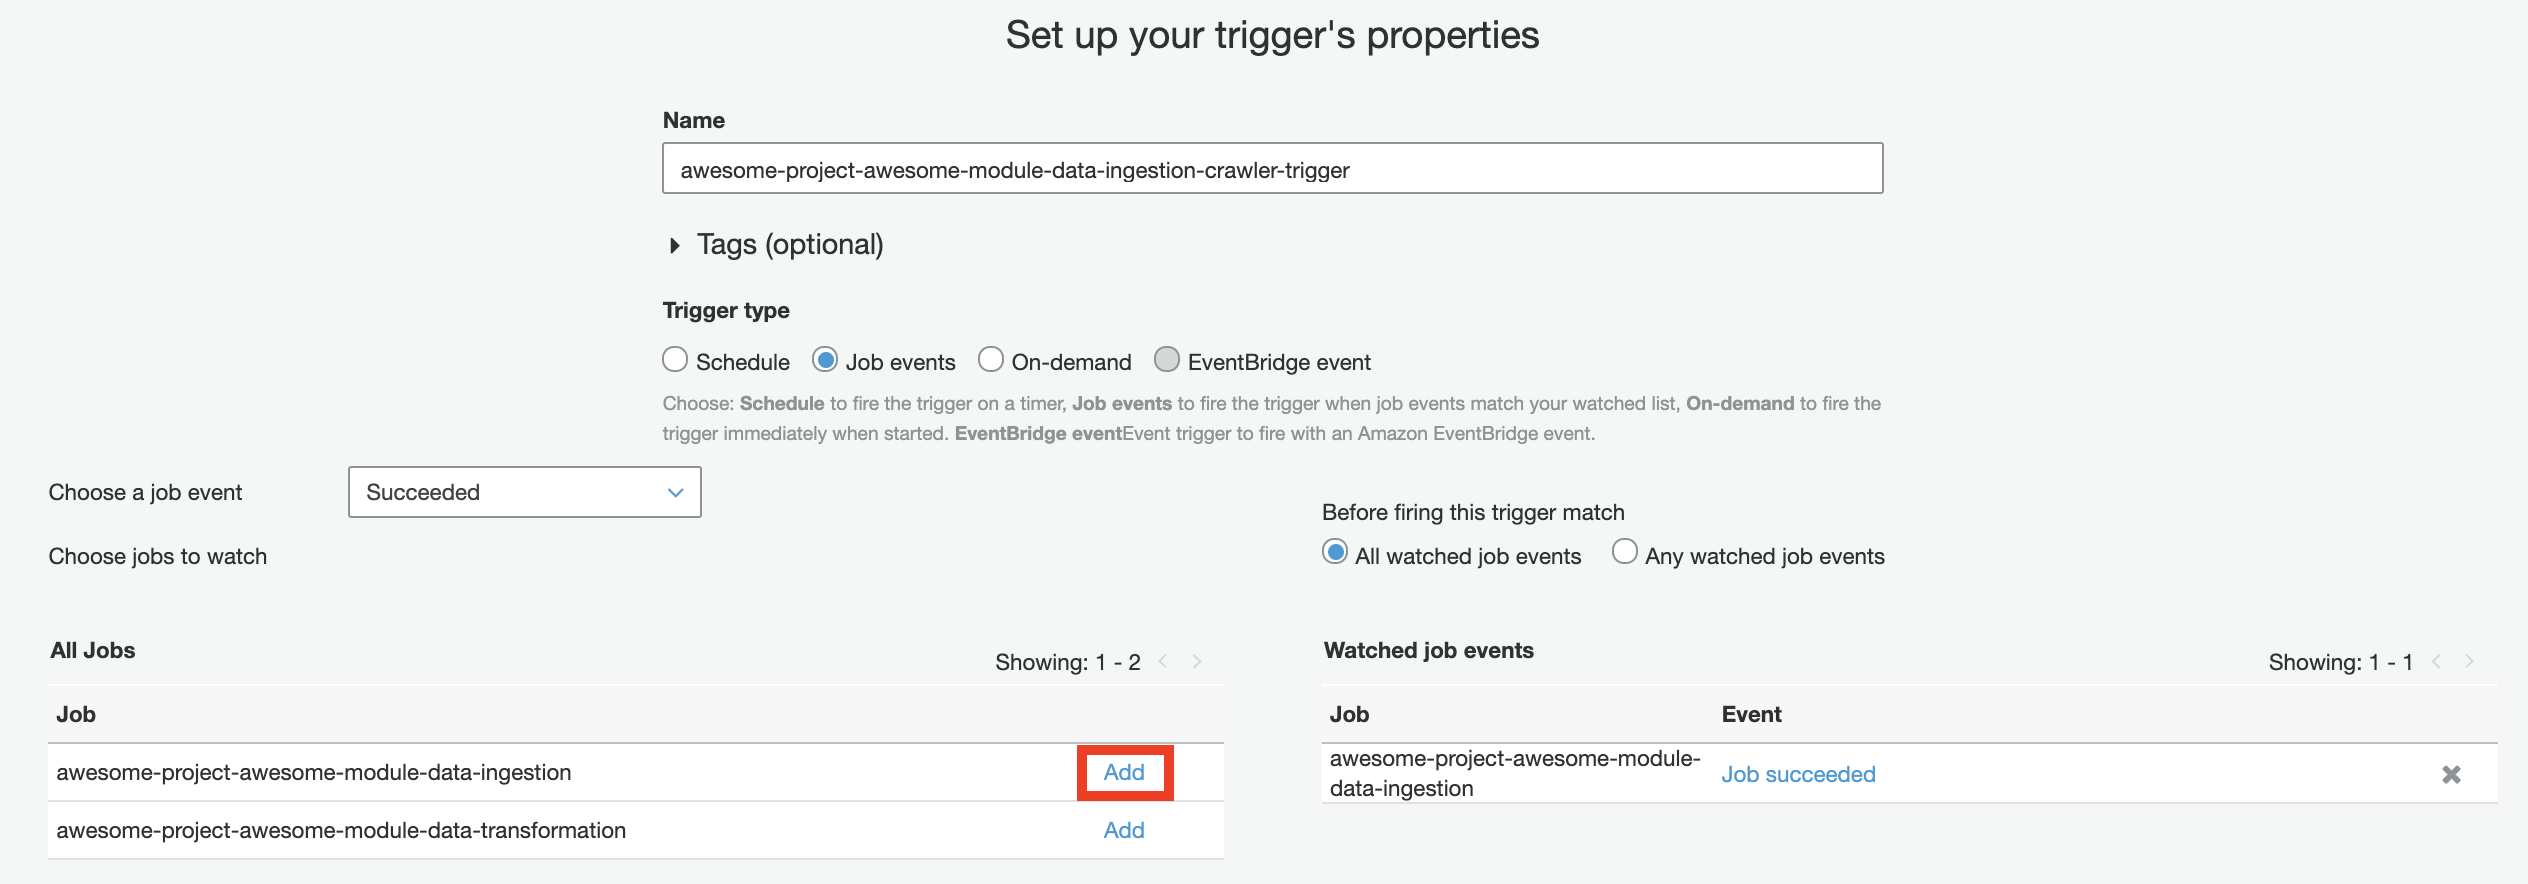 Set up your trigger's properties
Name
awesome-project-awesome-module-data-ingestion-crawler-trigger
Tags (optional)
Trigger type
Schedule Job events On-demand EventBridge event
Choose: Schedule to fire the trigger on a timer, Job events to fire the trigger when job events match your watched list, On-demand to fire the
trigger immediately when started. EventBridge eventEvent trigger to fire with an Amazon EventBridge event.
Choose a job event Succeeded
Choose jobs to watch
Before firing this trigger match
All watched job events Any watched job events
All Jobs Showing: 1 - 2
Job
awesome-project-awesome-module-data-ingestion Add
awesome-project-awesome-module-data-transformation Add
Watched job events Showing: 1 - 1
Job Event
awesome-project-awesome-module-
data-ingestion Job succeeded